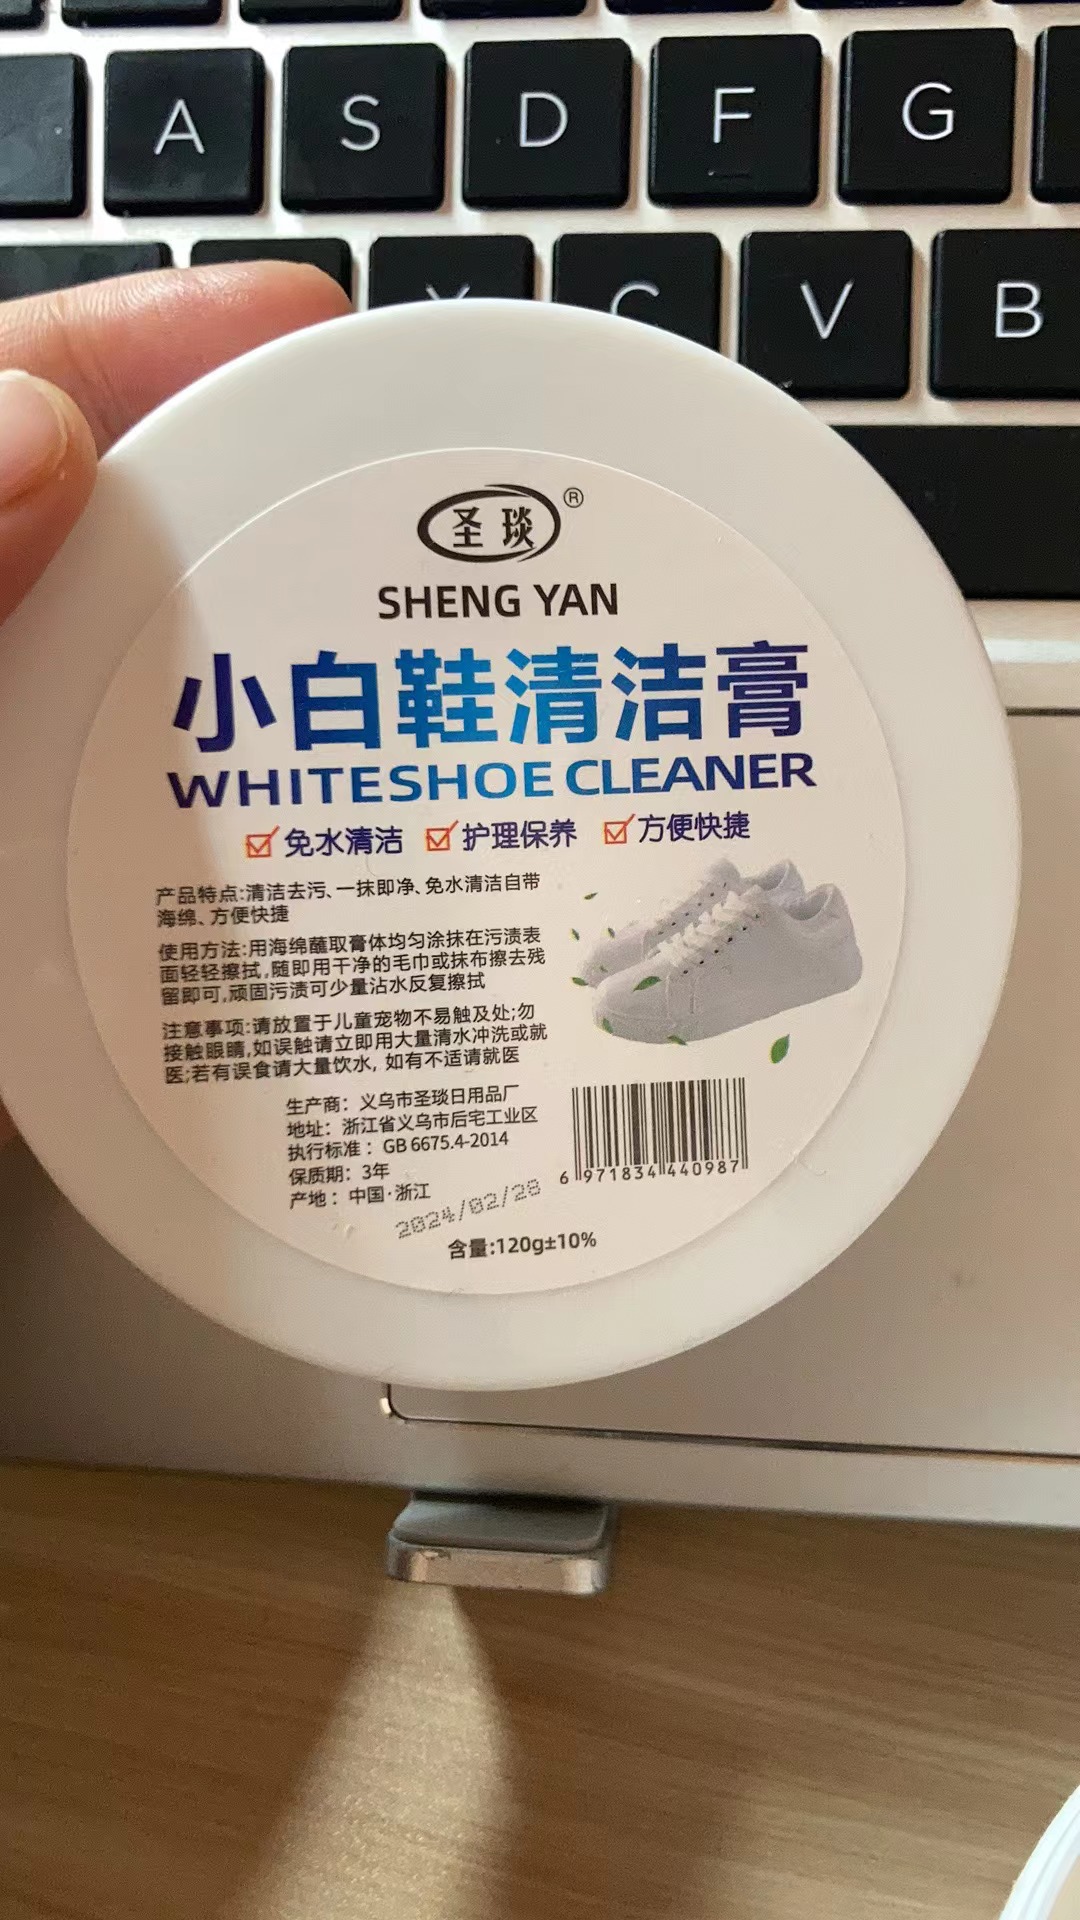 A S D F G
C V B
圣琰®
SHENG YAN
小白鞋清洁膏
WHITESHOE CLEANER
免水清洁 护理保养 方便快捷
产品特点:清洁去污、一抹即净、免水清洁自带
海绵、方便快捷
使用方法:用海绵蘸取膏体均匀涂抹在污渍表
面轻轻擦拭,随即用干净的毛巾或抹布擦去残
留即可,顽固污渍可少量沾水反复擦拭
注意事项:请放置于儿童宠物不易触及处;勿
接触眼睛,如误触请立即用大量清水冲洗或就
医;若有误食请大量饮水, 如有不适请就医
生产商：义乌市圣琰日用品厂
地址：浙江省义乌市后宅工业区
执行标准：GB 6675.4-2014
保质期：3年
产地：中国·浙江
2024/02/28
6 971834 440987
含量:120g±10%